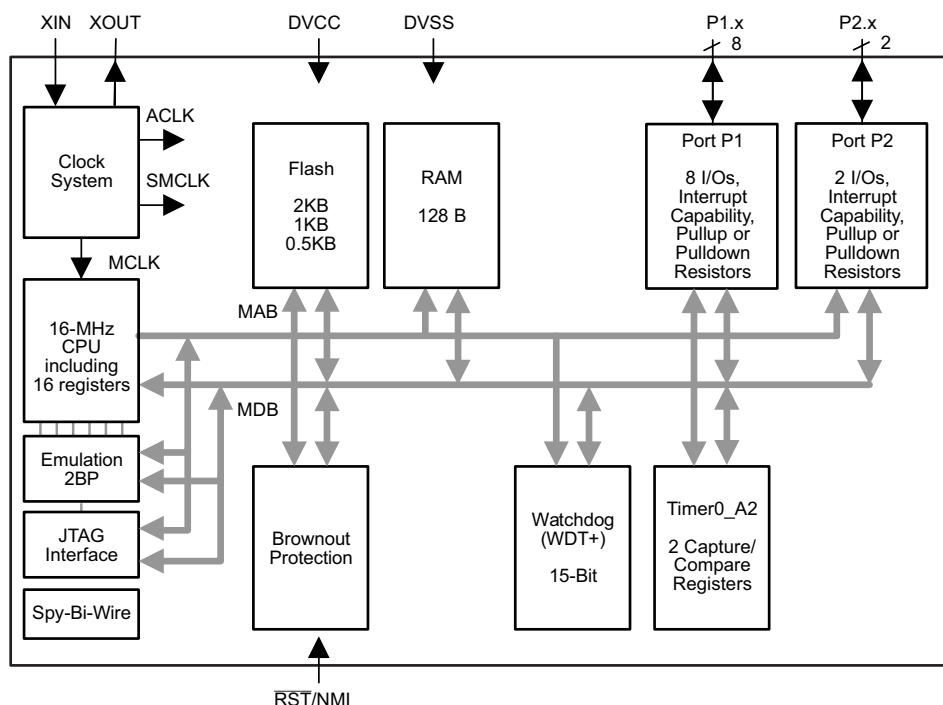 XIN
XOUT
DVCC
DVSS
P1.x
8
P2.x
2
Clock
System
ACLK
SMCLK
MCLK
Flash
2KB
1KB
0.5KB
RAM
128 B
Port P1
8 I/Os,
Interrupt
Capability,
Pullup or
Pulldown
Resistors
Port P2
2 I/Os,
Interrupt
Capability,
Pullup or
Pulldown
Resistors
16-MHz
CPU
including
16 registers
MAB
MDB
Emulation
2BP
JTAG
Interface
Spy-Bi-Wire
Brownout
Protection
Watchdog
(WDT+)
15-Bit
Timer0_A2
2 Capture/
Compare
Registers
RST/NMI